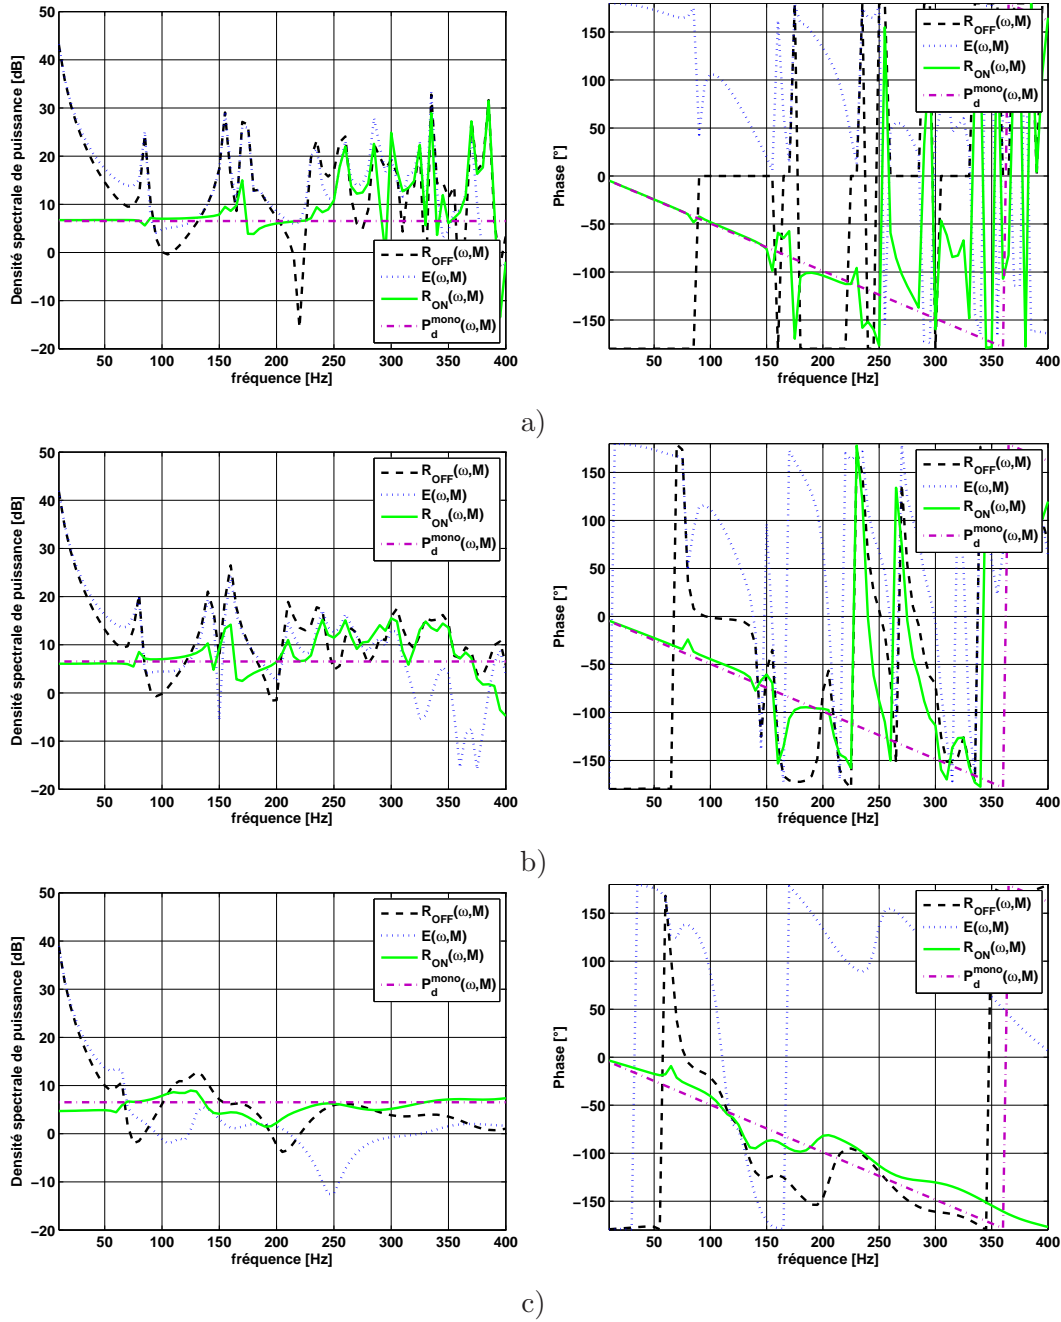 50
40
30
20
10
0
−10
−20
50 100 150 200 250 300 350 400
Densité spectrale de puissance [dB]
fréquence [Hz]
R_OFF(ω,M)
E(ω,M)
R_ON(ω,M)
P_d^mono(ω,M)
150
100
50
0
−50
−100
−150
50 100 150 200 250 300 350 400
Phase [°]
fréquence [Hz]
R_OFF(ω,M)
E(ω,M)
R_ON(ω,M)
P_d^mono(ω,M)
a)
50
40
30
20
10
0
−10
−20
50 100 150 200 250 300 350 400
Densité spectrale de puissance [dB]
fréquence [Hz]
R_OFF(ω,M)
E(ω,M)
R_ON(ω,M)
P_d^mono(ω,M)
150
100
50
0
−50
−100
−150
50 100 150 200 250 300 350 400
Phase [°]
fréquence [Hz]
R_OFF(ω,M)
E(ω,M)
R_ON(ω,M)
P_d^mono(ω,M)
b)
50
40
30
20
10
0
−10
−20
50 100 150 200 250 300 350 400
Densité spectrale de puissance [dB]
fréquence [Hz]
R_OFF(ω,M)
E(ω,M)
R_ON(ω,M)
P_d^mono(ω,M)
150
100
50
0
−50
−100
−150
50 100 150 200 250 300 350 400
Phase [°]
fréquence [Hz]
R_OFF(ω,M)
E(ω,M)
R_ON(ω,M)
P_d^mono(ω,M)
c)